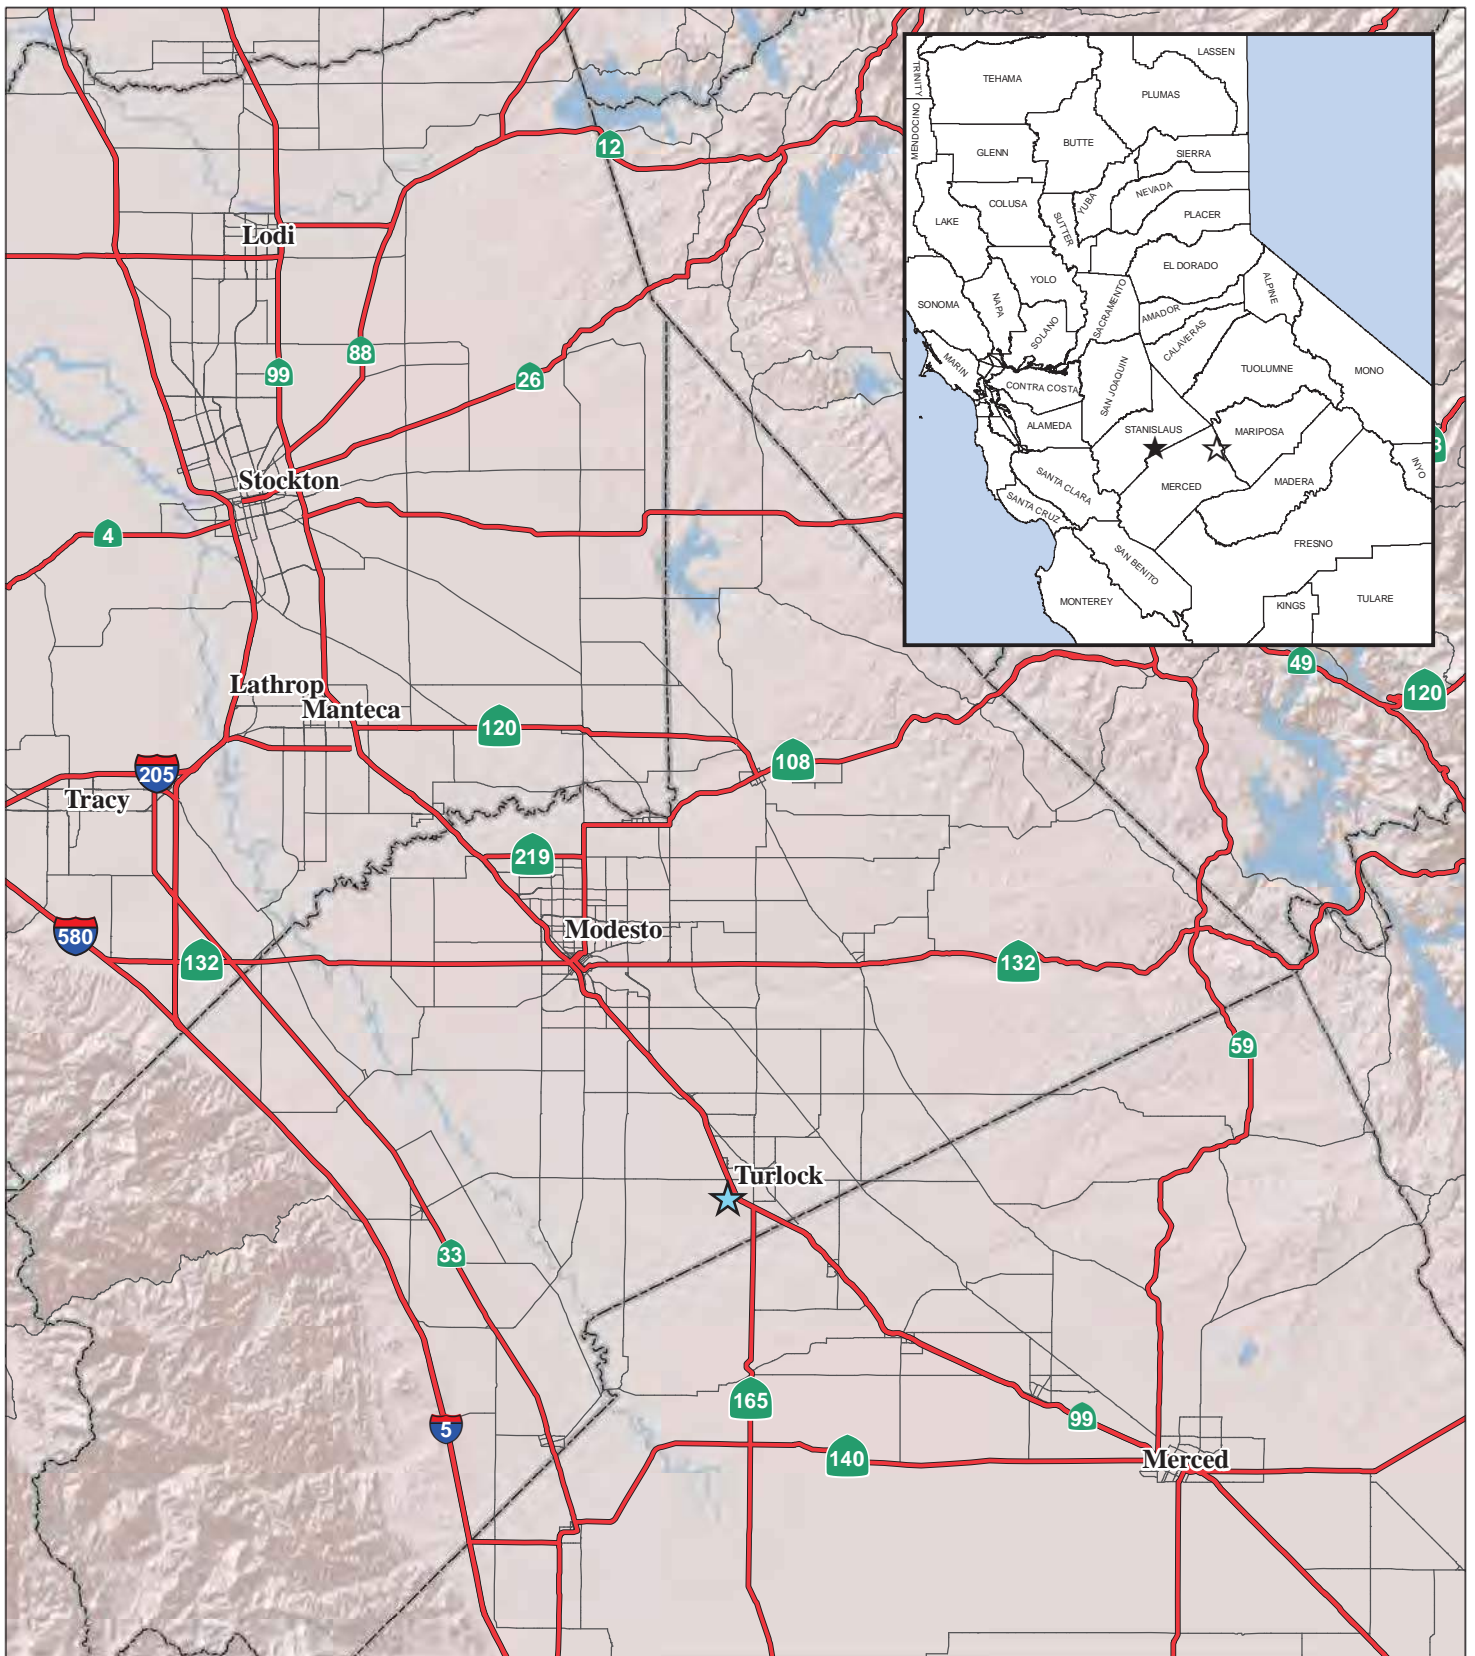 LASSEN
TRINITY
TEHAMA
PLUMAS
MENDOCINO
BUTTE
GLENN
SIERRA
NEVADA
YUBA
COLUSA
SUTTER
PLACER
LAKE
EL DORADO
YOLO
ALPINE
NAPA
SACRAMENTO
SONOMA
AMADOR
SOLANO
CALAVERAS
MARIN
TUOLUMNE
MONO
CONTRA COSTA
SAN JOAQUIN
ALAMEDA
STANISLAUS
MARIPOSA
INYO
SANTA CLARA
MERCED
MADERA
SANTA CRUZ
FRESNO
SAN BENITO
MONTEREY
KINGS
TULARE
12
Lodi
88
99
26
Stockton
4
49
120
Lathrop
Manteca
120
108
205
Tracy
219
Modesto
580
132
132
59
Turlock
33
165
99
5
140
Merced